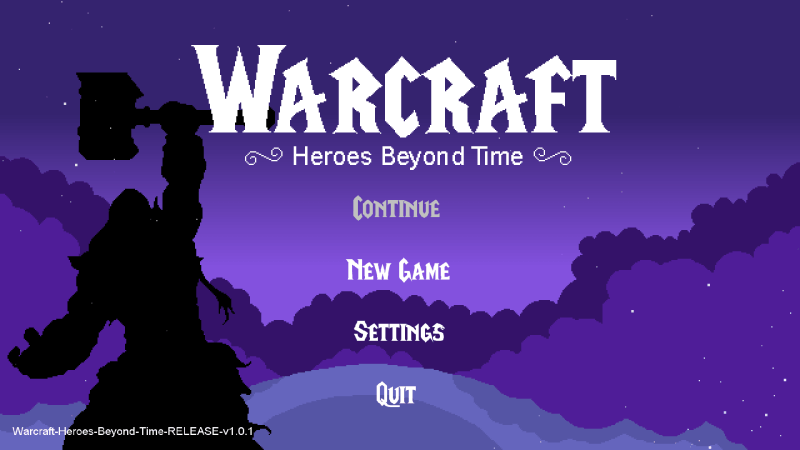 Warcraft
Heroes Beyond Time
Continue
New Game
Settings
Quit
Warcraft-Heroes-Beyond-Time-RELEASE-v1.0.1